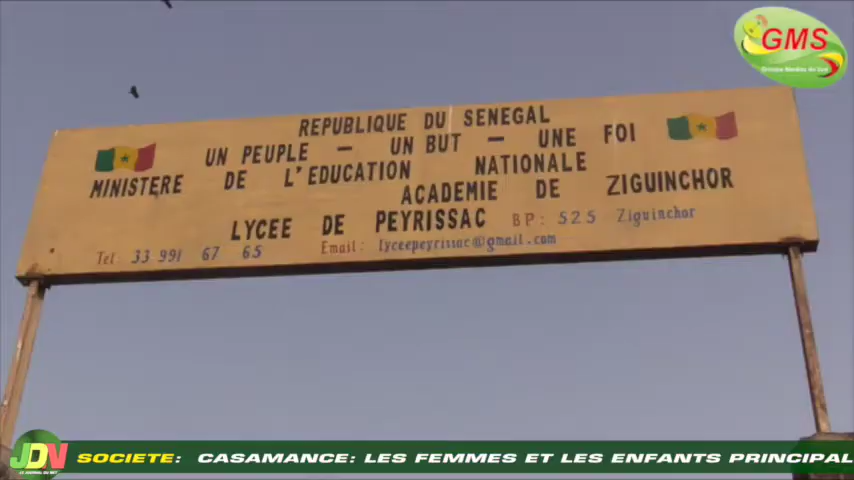 GMS
REPUBLIQUE DU SENEGAL
UN PEUPLE – UN BUT – UNE FOI
MINISTERE DE L'EDUCATION NATIONALE
ACADEMIE DE ZIGUINCHOR
LYCEE DE PEYRISSAC BP: 525 Ziguinchor
Tel 33 991 67 65 Email: lyceepeyrissac@gmail.com
JDV SOCIETE: CASAMANCE: LES FEMMES ET LES ENFANTS PRINCIPAL